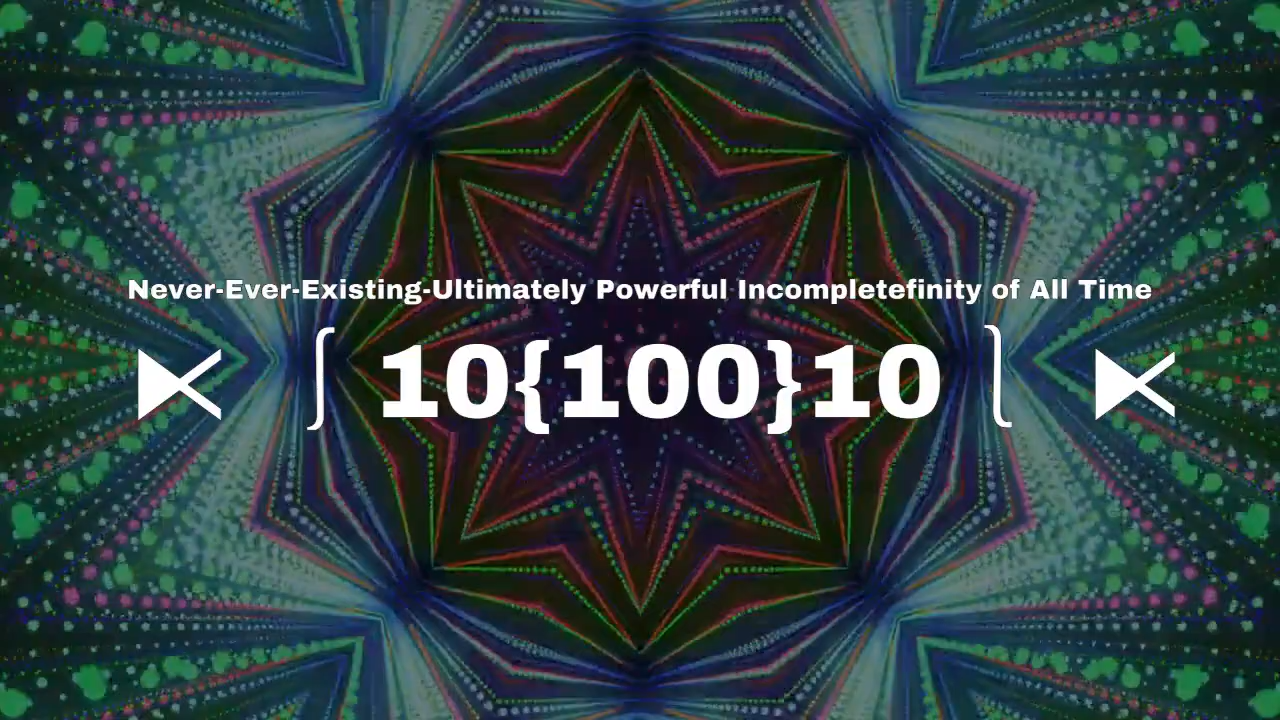 Never-Ever-Existing-Ultimately Powerful Incompletefinity of All Time
⋉ ⎰ 10{100}10 ⎱ ⋉